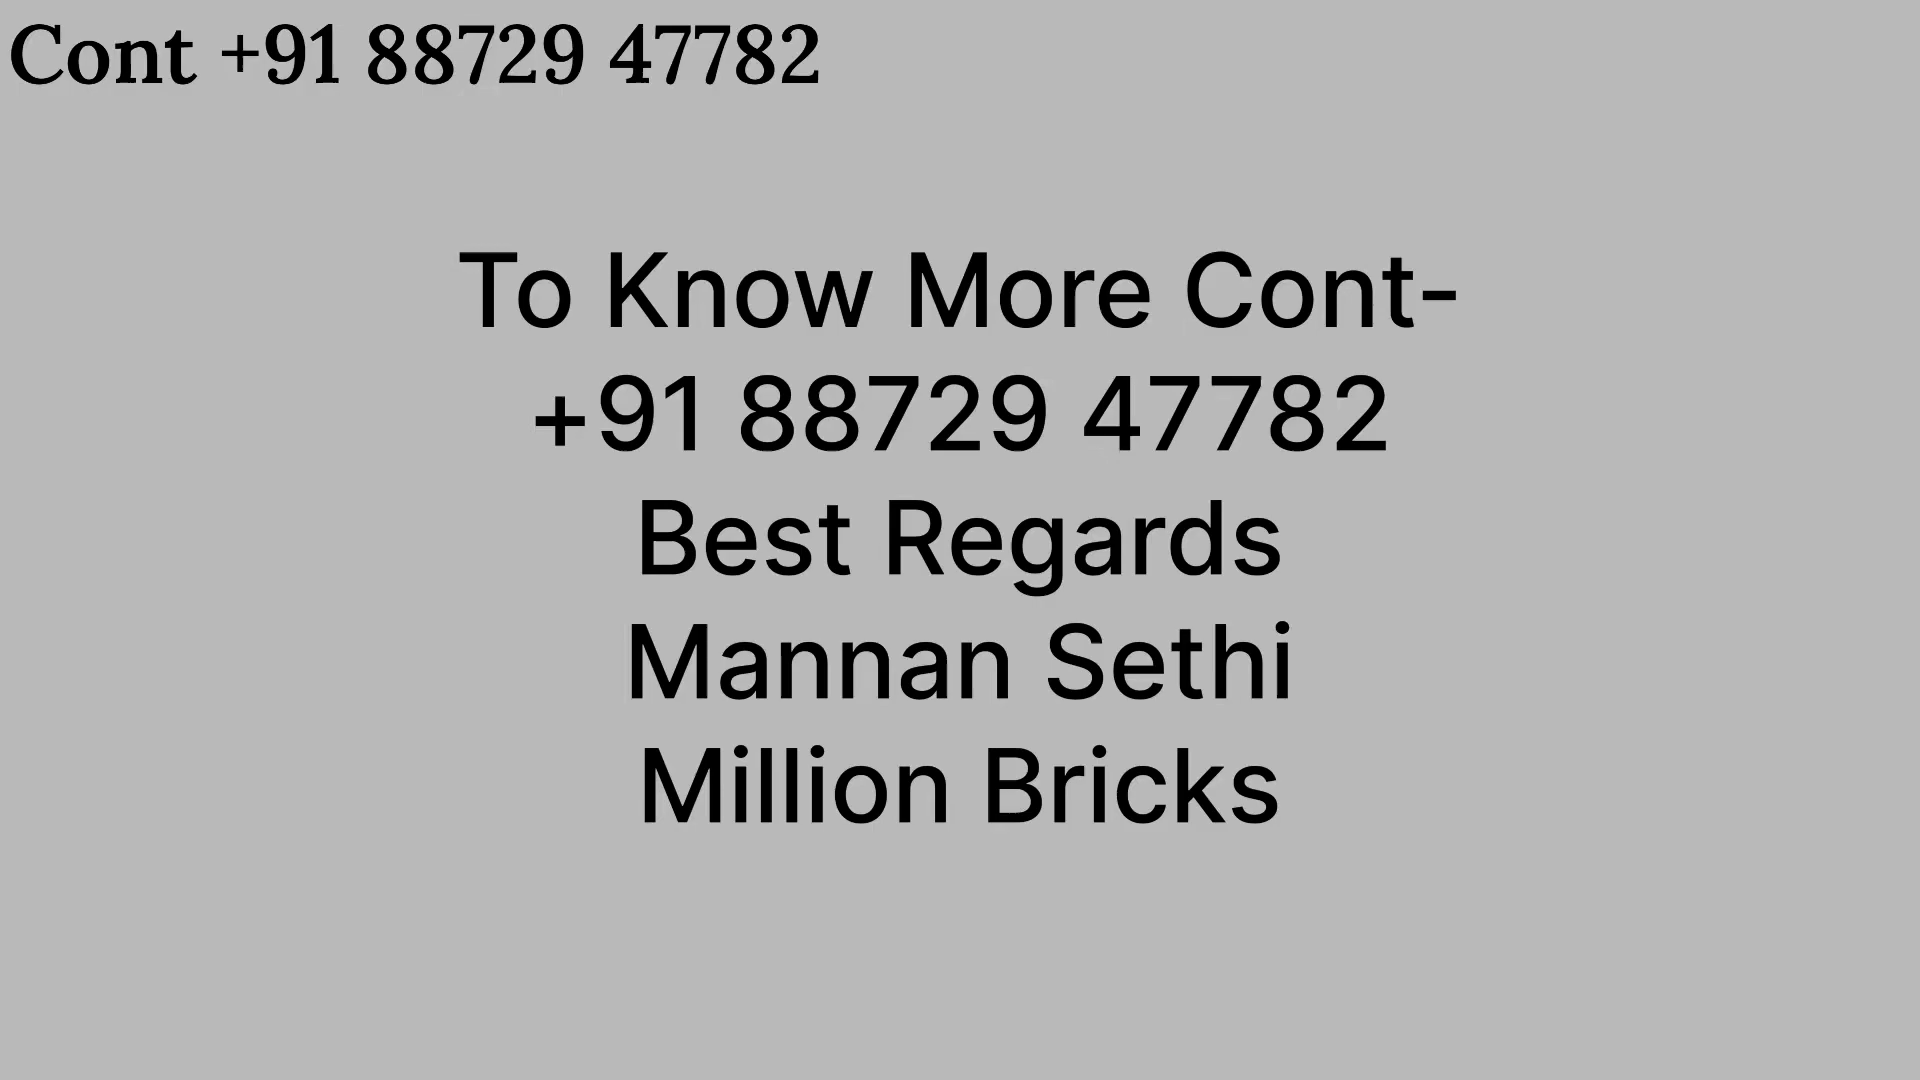 Cont +91 88729 47782
To Know More Cont-
+91 88729 47782
Best Regards
Mannan Sethi
Million Bricks